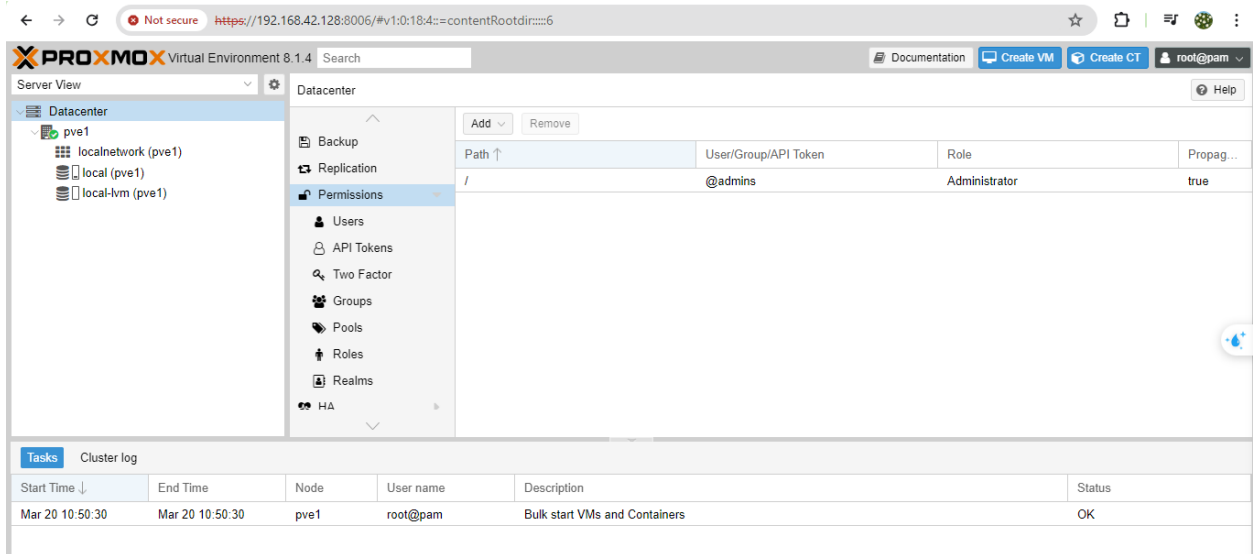 Not secure https://192.168.42.128:8006/#v1:0:18:4::=contentRootdir:::::6
PROXMOX Virtual Environment 8.1.4 Search Documentation Create VM Create CT root@pam
Server View
Datacenter
pve1
localnetwork (pve1)
local (pve1)
local-lvm (pve1)
Datacenter Help
Backup
Replication
Permissions
Users
API Tokens
Two Factor
Groups
Pools
Roles
Realms
HA
Add Remove
Path User/Group/API Token Role Propag...
/ @admins Administrator true
Tasks Cluster log
Start Time End Time Node User name Description Status
Mar 20 10:50:30 Mar 20 10:50:30 pve1 root@pam Bulk start VMs and Containers OK